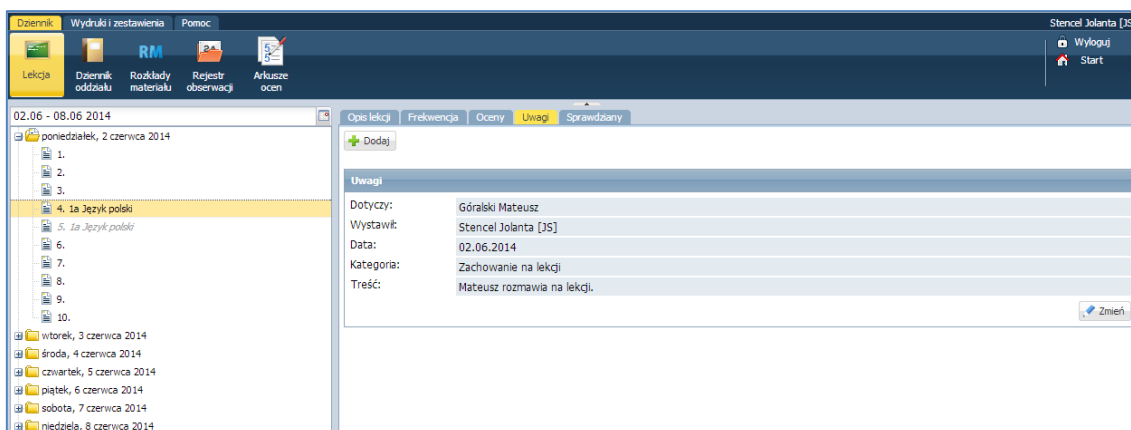 Dziennik Wydruki i zestawienia Pomoc Stencel Jolanta [JS
Wyloguj
Start
Lekcja Dziennik oddziału RM Rozkłady materiału Rejestr obserwacji Arkusze ocen
02.06 - 08.06 2014
Opis lekcji Frekwencja Oceny Uwagi Sprawdziany
poniedziałek, 2 czerwca 2014
Dodaj
1.
2.
3.
4. 1a Język polski
5. 1a Język polski
6.
7.
8.
9.
10.
wtorek, 3 czerwca 2014
środa, 4 czerwca 2014
czwartek, 5 czerwca 2014
piątek, 6 czerwca 2014
sobota, 7 czerwca 2014
niedziela, 8 czerwca 2014
Uwagi
Dotyczy: Góralski Mateusz
Wystawił: Stencel Jolanta [JS]
Data: 02.06.2014
Kategoria: Zachowanie na lekcji
Treść: Mateusz rozmawia na lekcji.
Zmień